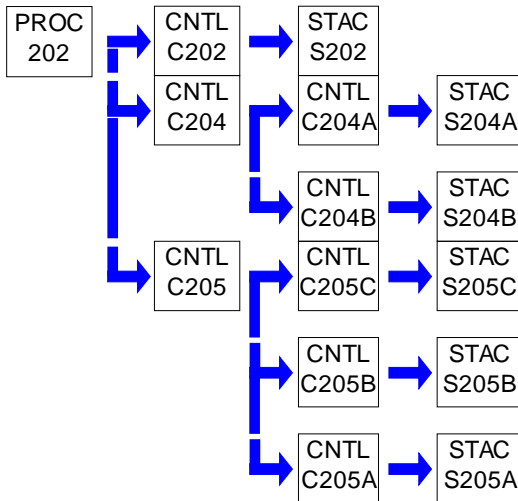 PROC
202
CNTL
C202
STAC
S202
CNTL
C204
CNTL
C204A
STAC
S204A
CNTL
C204B
STAC
S204B
CNTL
C205
CNTL
C205C
STAC
S205C
CNTL
C205B
STAC
S205B
CNTL
C205A
STAC
S205A